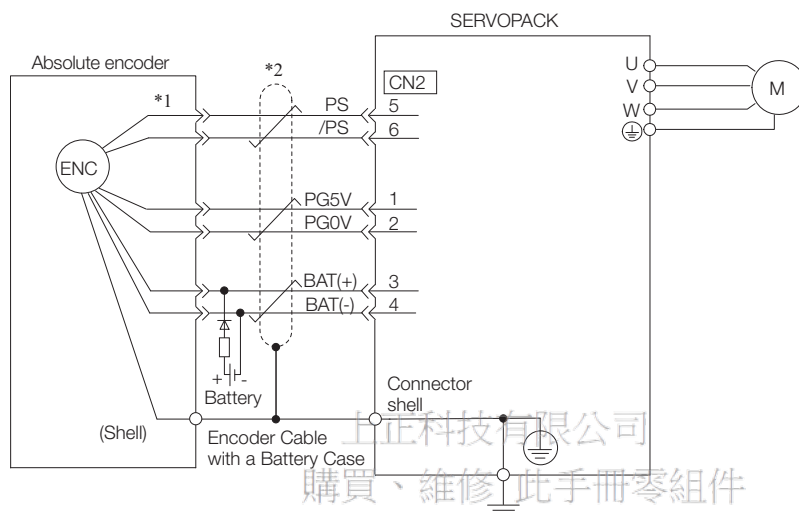 SERVOPACK
Absolute encoder
*2
*1
CN2
U
V
W
M
PS
5
/PS
6
ENC
PG5V
1
PG0V
2
BAT(+)
3
BAT(-)
4
+ -
Battery
Connector
shell
(Shell)
Encoder Cable
with a Battery Case
上正科技有限公司
購買、維修 此手冊零組件